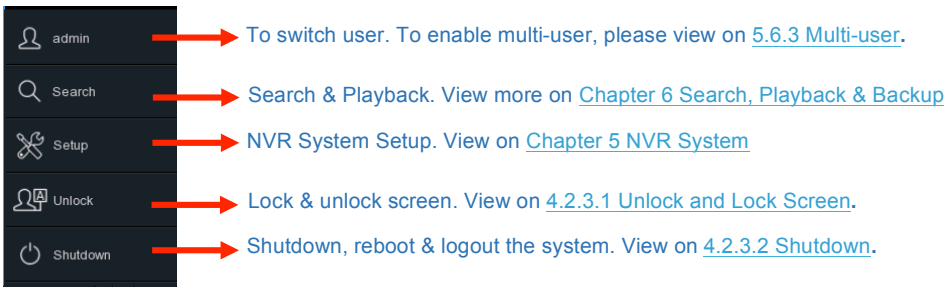 admin To switch user. To enable multi-user, please view on 5.6.3 Multi-user.
Search Search & Playback. View more on Chapter 6 Search, Playback & Backup
Setup NVR System Setup. View on Chapter 5 NVR System
A Unlock Lock & unlock screen. View on 4.2.3.1 Unlock and Lock Screen.
Shutdown Shutdown, reboot & logout the system. View on 4.2.3.2 Shutdown.